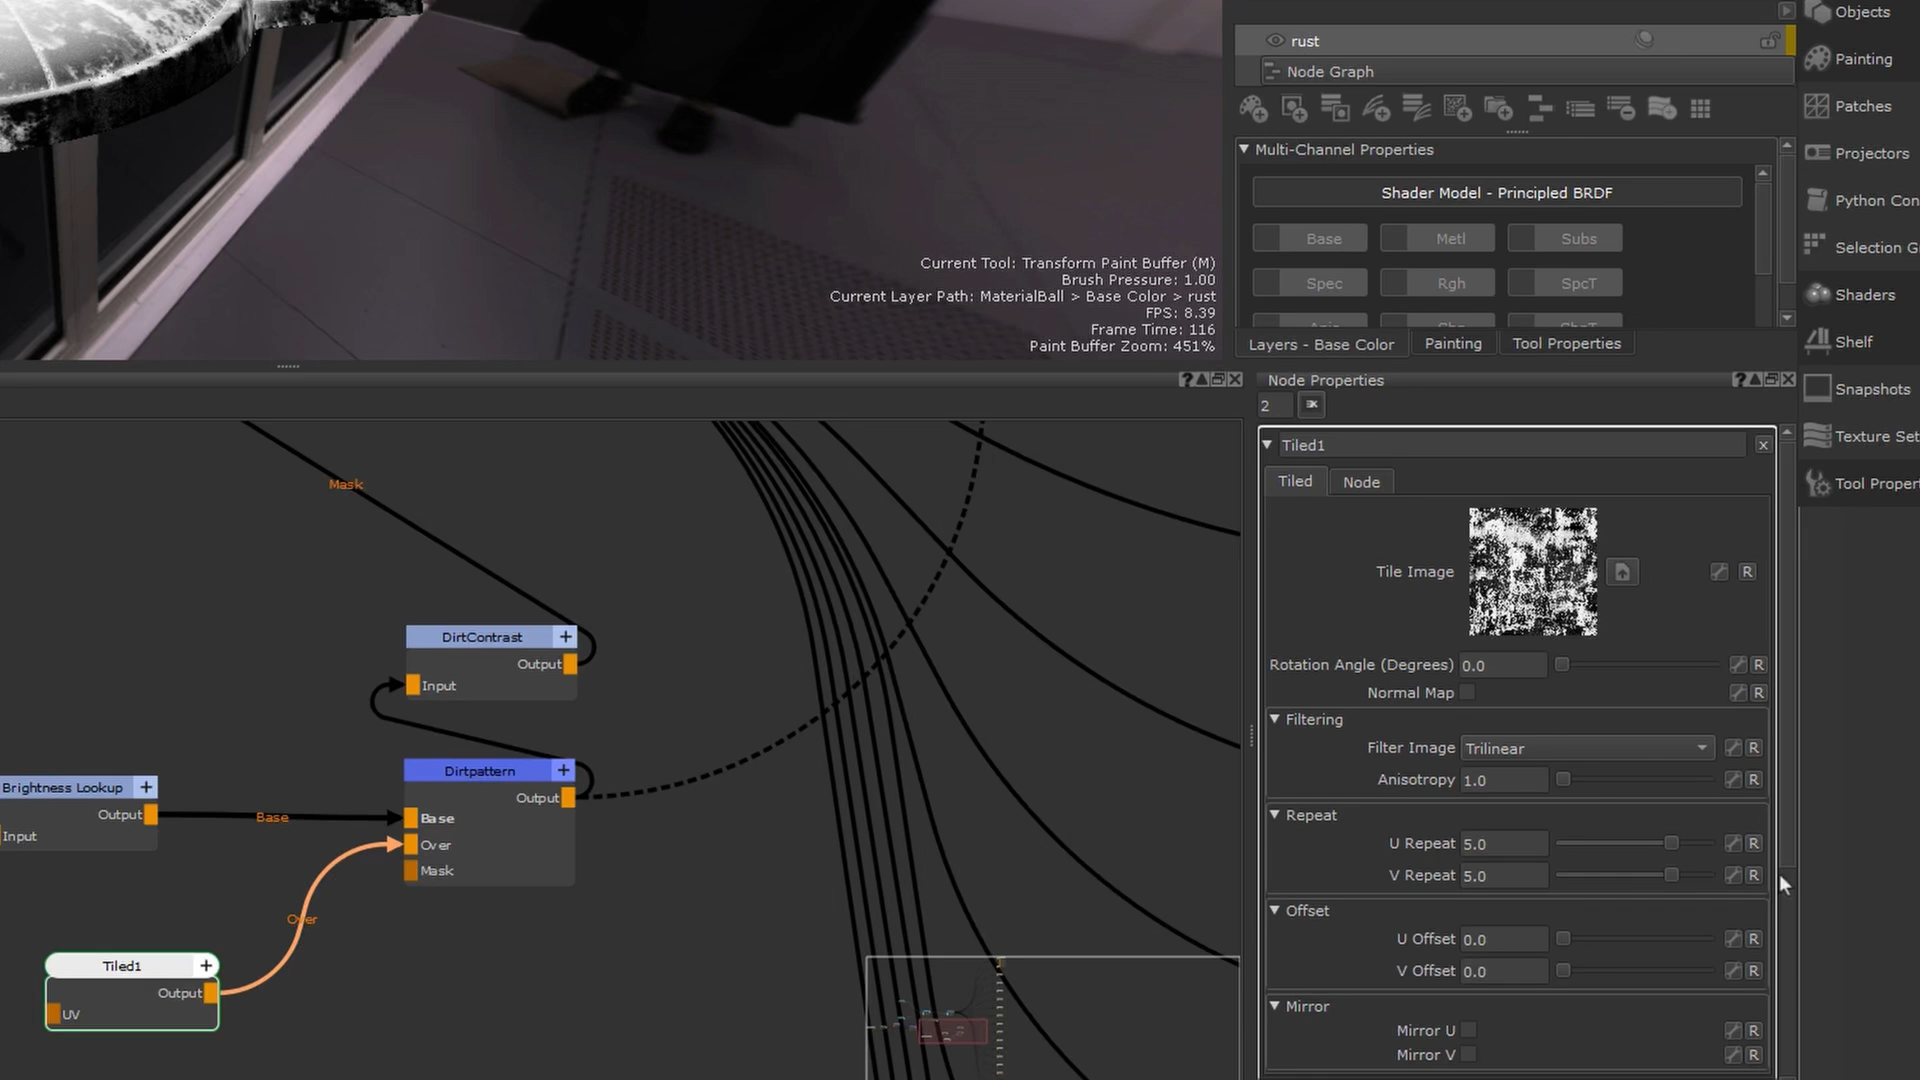 rust
Node Graph
Multi-Channel Properties
Shader Model - Principled BRDF
Base
Metl
Subs
Spec
Rgh
SpcT
Current Tool: Transform Paint Buffer (M)
Brush Pressure: 1.00
Current Layer Path: MaterialBall > Base Color > rust
FPS: 8.39
Frame Time: 116
Paint Buffer Zoom: 451%
Layers - Base Color
Painting
Tool Properties
Objects
Painting
Patches
Projectors
Python Con
Selection G
Shaders
Shelf
Snapshots
Texture Set
Tool Propert
Node Properties
2
Tiled1
Tiled
Node
Tile Image
R
Rotation Angle (Degrees) 0.0
R
Normal Map
R
Filtering
Filter Image Trilinear
R
Anisotropy 1.0
R
Repeat
U Repeat 5.0
R
V Repeat 5.0
R
Offset
U Offset 0.0
R
V Offset 0.0
R
Mirror
Mirror U
R
Mirror V
R
Mask
DirtContrast +
Output
Input
Brightness Lookup +
Output
Input
Base
Dirtpattern +
Output
Base
Over
Mask
Over
Tiled1 +
Output
UV